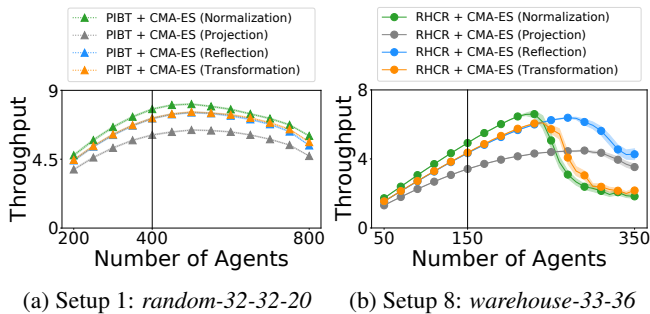 PIBT + CMA-ES (Normalization)
PIBT + CMA-ES (Projection)
PIBT + CMA-ES (Reflection)
PIBT + CMA-ES (Transformation)
9
4.5
0
Throughput
200
400
800
Number of Agents
(a) Setup 1: random-32-32-20
RHCR + CMA-ES (Normalization)
RHCR + CMA-ES (Projection)
RHCR + CMA-ES (Reflection)
RHCR + CMA-ES (Transformation)
8
4
0
Throughput
50
150
350
Number of Agents
(b) Setup 8: warehouse-33-36